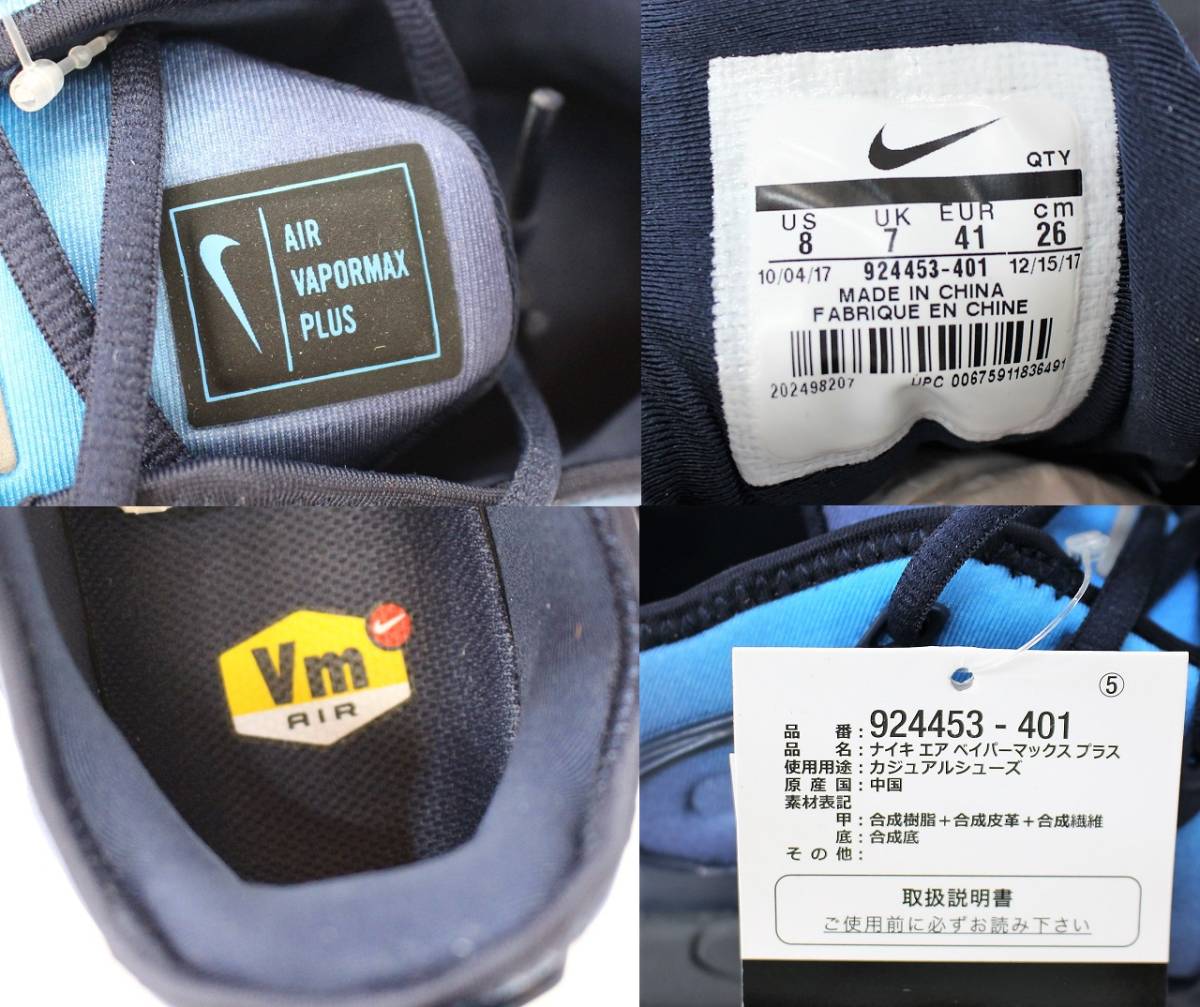 AIR
VAPORMAX
PLUS
QTY
US UK EUR cm
8 7 41 26
10/04/17 924453-401 12/15/17
MADE IN CHINA
FABRIQUE EN CHINE
202498207 UPC 00675911836491
Vm
AIR
⑤
品番：924453 - 401
品名：ナイキ エア ベイパーマックス プラス
使用用途：カジュアルシューズ
原産国：中国
素材表記
甲：合成樹脂＋合成皮革＋合成繊維
底：合成底
その他：
取扱説明書
ご使用前に必ずお読み下さい